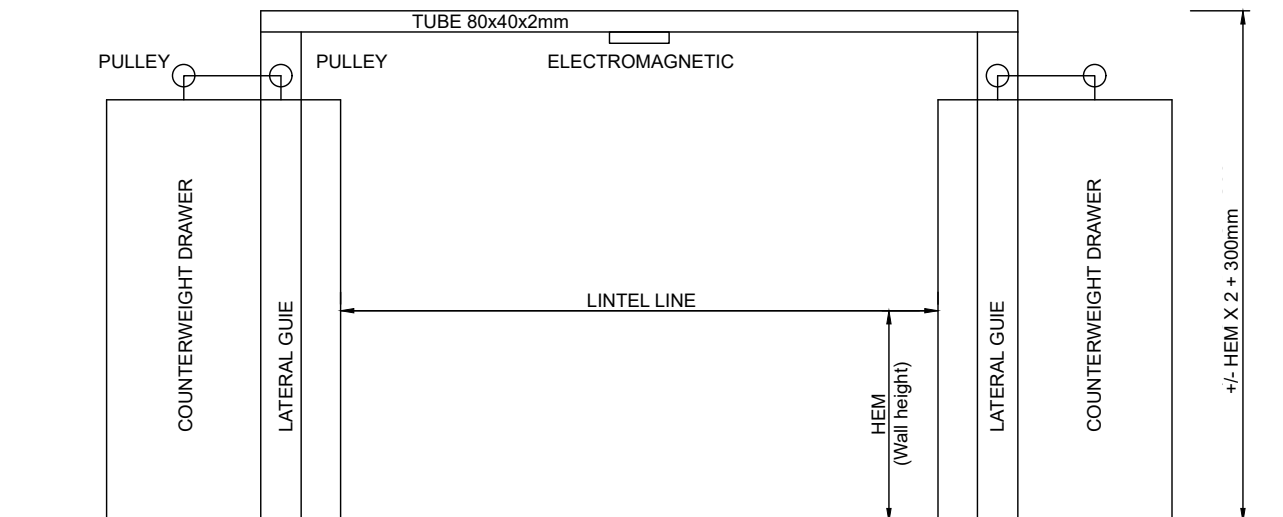 TUBE 80x40x2mm
PULLEY
PULLEY
ELECTROMAGNETIC
COUNTERWEIGHT DRAWER
LATERAL GUIE
LINTEL LINE
HEM
(Wall height)
LATERAL GUIE
COUNTERWEIGHT DRAWER
+/- HEM X 2 + 300mm